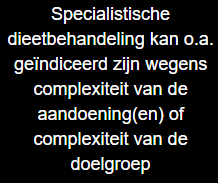 Specialistische
dieetbehandeling kan o.a.
geïndiceerd zijn wegens
complexiteit van de
aandoening(en) of
complexiteit van de
doelgroep